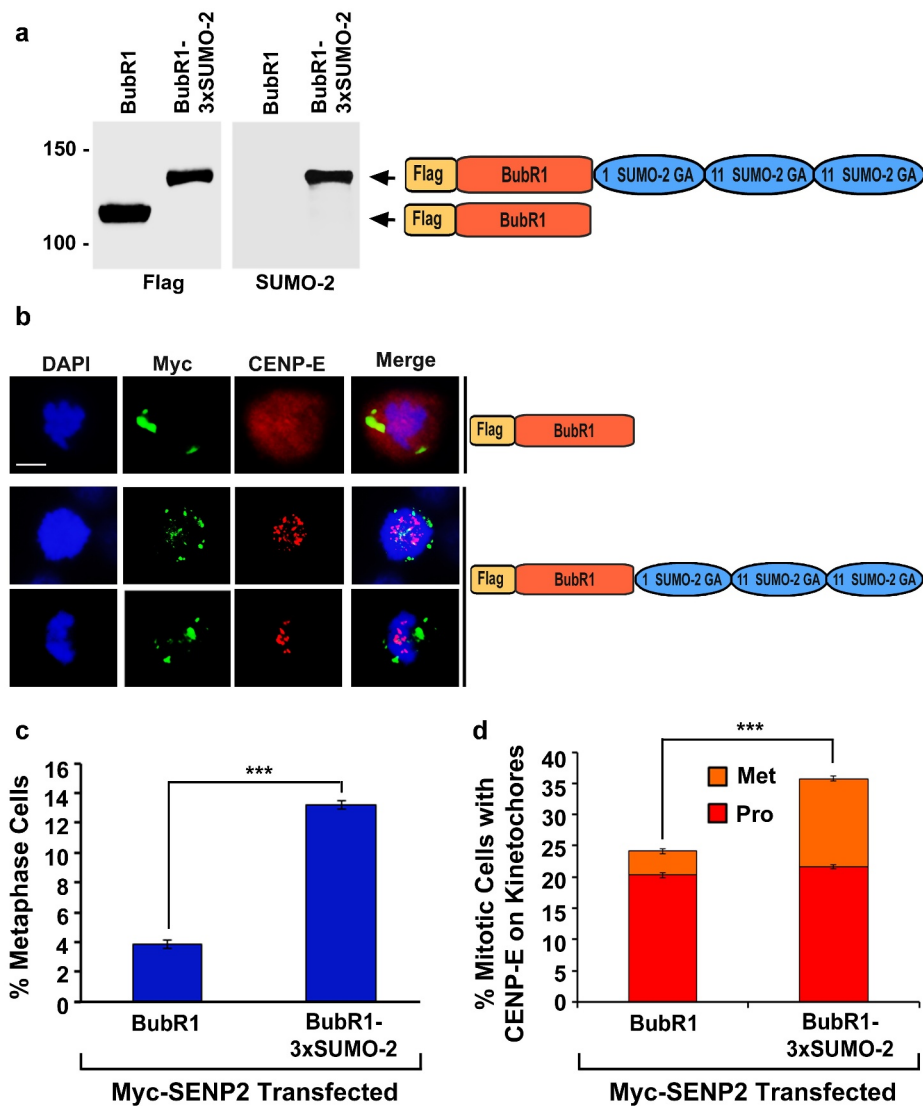 a
BubR1
BubR1-
3xSUMO-2
BubR1
BubR1-
3xSUMO-2
150 -
100 -
Flag BubR1 1 SUMO-2 GA 11 SUMO-2 GA 11 SUMO-2 GA
Flag BubR1
Flag SUMO-2
b
DAPI Myc CENP-E Merge
Flag BubR1
Flag BubR1 1 SUMO-2 GA 11 SUMO-2 GA 11 SUMO-2 GA
c
% Metaphase Cells
16
14
12
10
8
6
4
2
0
***
BubR1
BubR1-
3xSUMO-2
Myc-SENP2 Transfected
d
% Mitotic Cells with
CENP-E on Kinetochores
40
35
30
25
20
15
10
5
0
***
Met
Pro
BubR1
BubR1-
3xSUMO-2
Myc-SENP2 Transfected